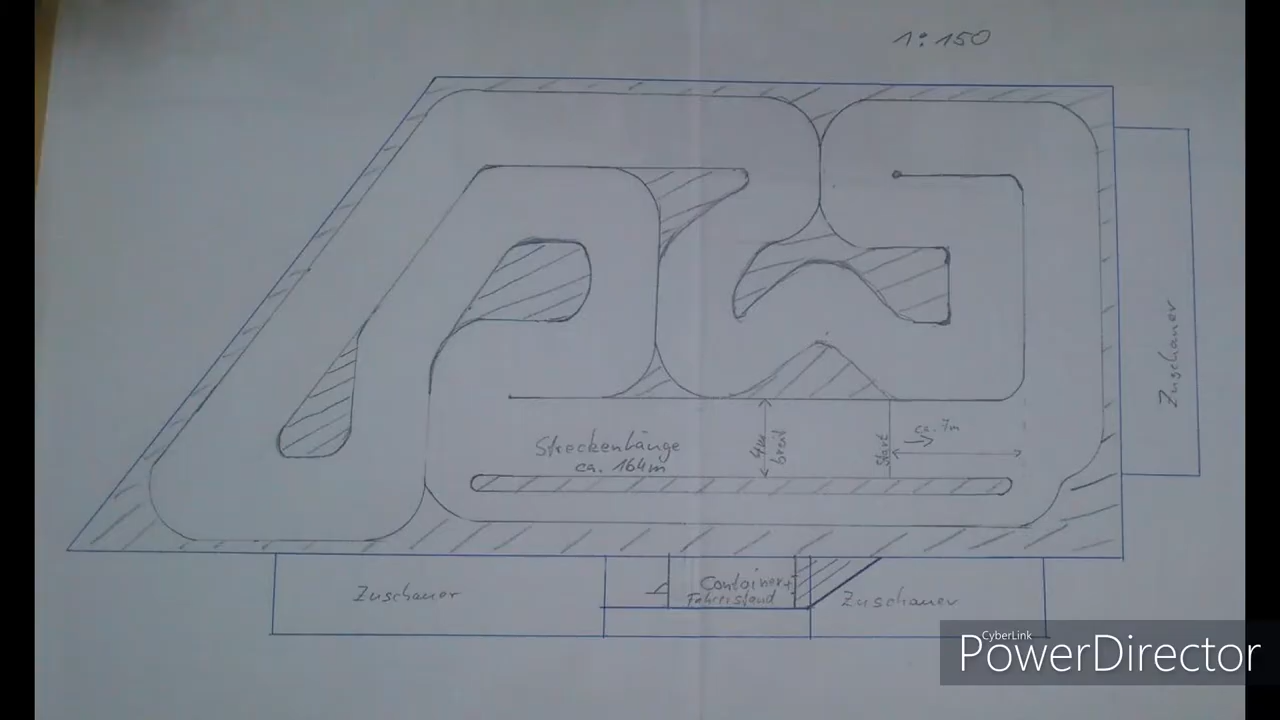 1:150
Zuschauer
Streckenlänge
ca. 164m
4m
breit
Start
ca. 7m
Zuschauer
Container+
Fahrerstand
Zuschauer
CyberLink
PowerDirector